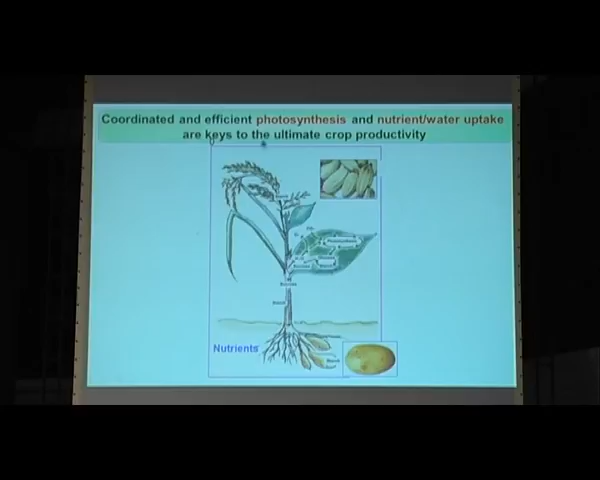 Coordinated and efficient photosynthesis and nutrient/water uptake
are keys to the ultimate crop productivity
Nutrients